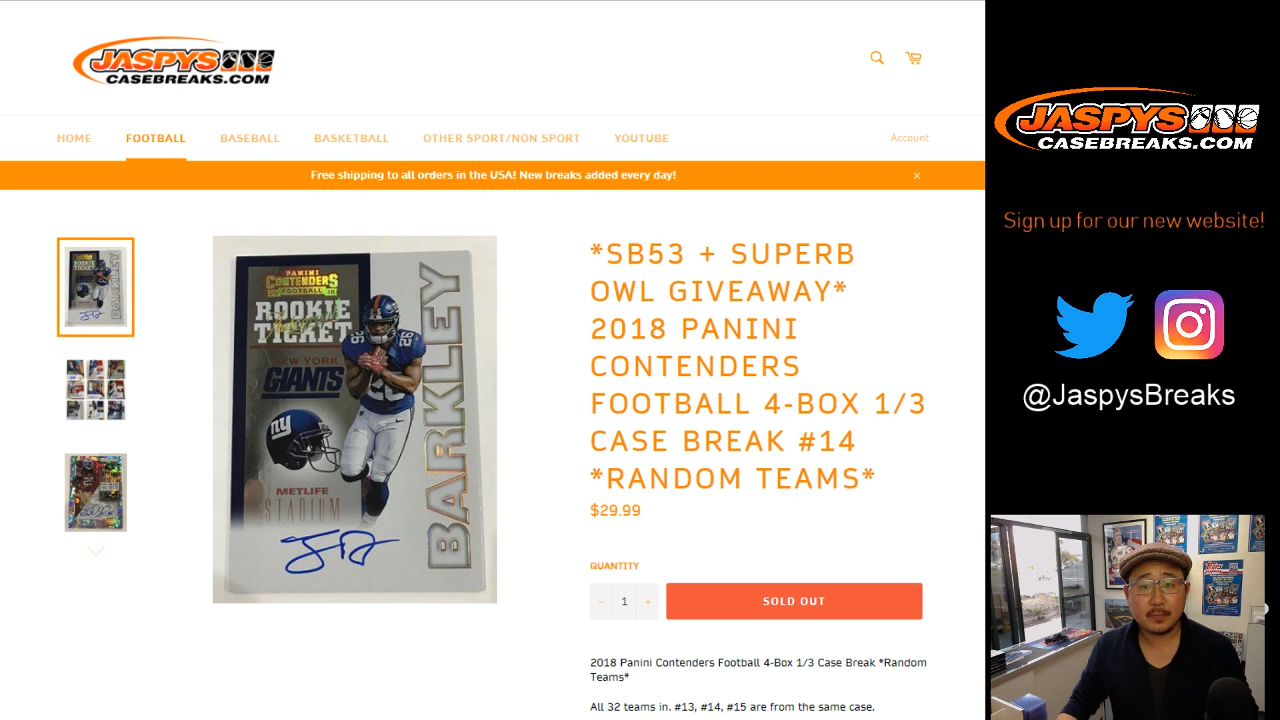 JASPYS
CASEBREAKS.COM
HOME FOOTBALL BASEBALL BASKETBALL OTHER SPORT/NON SPORT YOUTUBE Account
Free shipping to all orders in the USA! New breaks added every day! ×
PANINI
CONTENDERS
FOOTBALL
ROOKIE
TICKET
NEW YORK
GIANTS
ny
METLIFE
STADIUM
BARKLEY
26
*SB53 + SUPERB
OWL GIVEAWAY*
2018 PANINI
CONTENDERS
FOOTBALL 4-BOX 1/3
CASE BREAK #14
*RANDOM TEAMS*
$29.99
QUANTITY
− 1 + SOLD OUT
2018 Panini Contenders Football 4-Box 1/3 Case Break *Random
Teams*
All 32 teams in. #13, #14, #15 are from the same case.
JASPYS
CASEBREAKS.COM
Sign up for our new website!
@JaspysBreaks